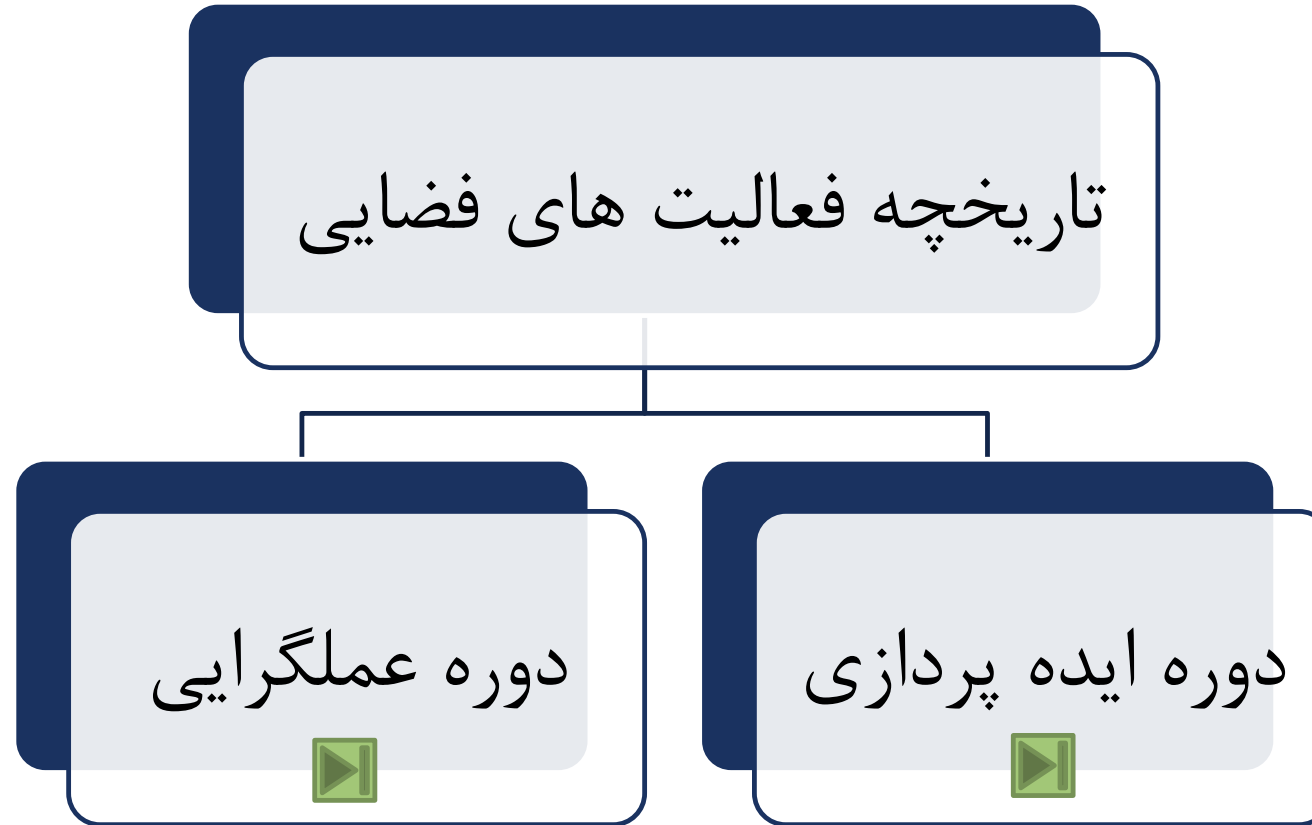 تاریخچه فعالیت های فضایی
دوره ایده پردازی
دوره عملگرایی